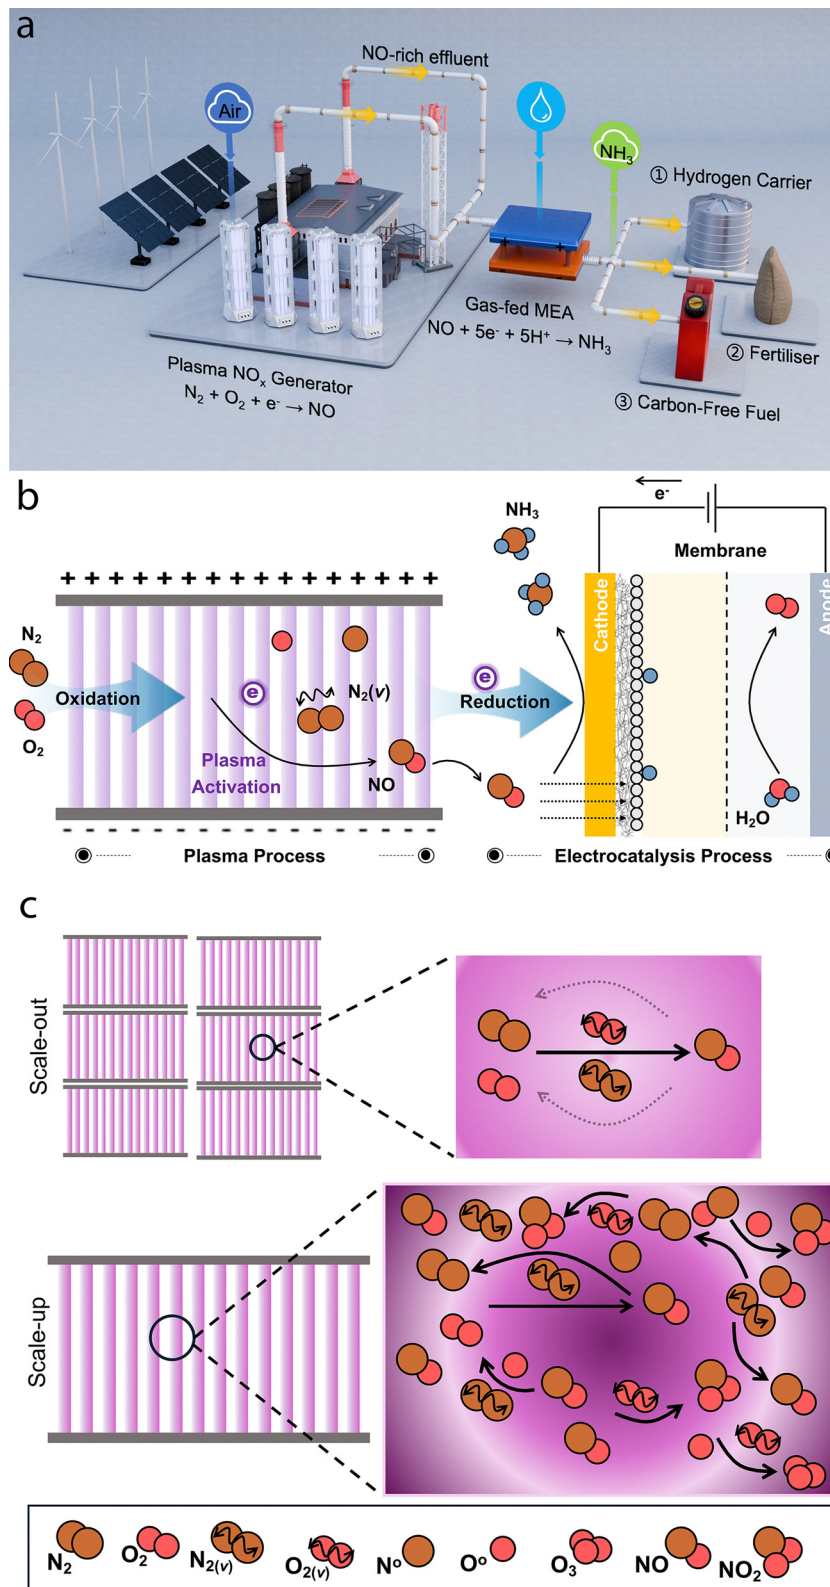 a
NO-rich effluent
Air
NH₃
① Hydrogen Carrier
Gas-fed MEA
NO + 5e⁻ + 5H⁺ → NH₃
② Fertiliser
Plasma NOₓ Generator
N₂ + O₂ + e⁻ → NO
③ Carbon-Free Fuel
b
e⁻
NH₃
Membrane
+ + + + + + + + + + + + +
Cathode
Anode
N₂
Oxidation
e
N₂(v)
e
Reduction
O₂
Plasma
Activation
NO
H₂O
- - - - - - - - - - - - - -
Plasma Process
Electrocatalysis Process
c
Scale-out
Scale-up
N₂
O₂
N₂₍ᵥ₎
O₂₍ᵥ₎
Nº
Oº
O₃
NO
NO₂